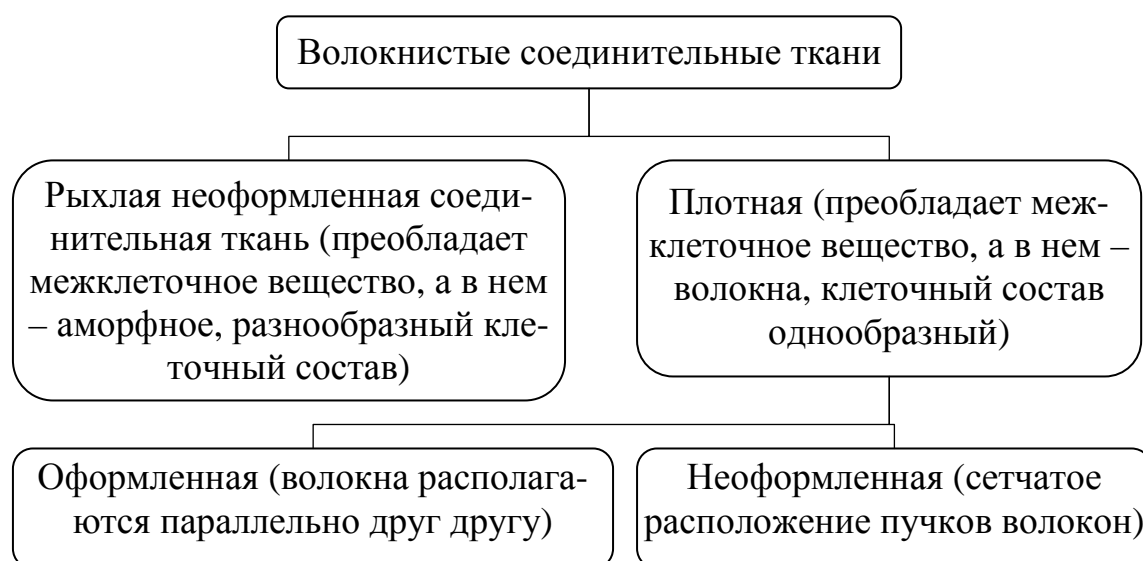 Волокнистые соединительные ткани
Рыхлая неоформленная соеди-
нительная ткань (преобладает
межклеточное вещество, а в нем
– аморфное, разнообразный кле-
точный состав)
Плотная (преобладает меж-
клеточное вещество, а в нем –
волокна, клеточный состав
однообразный)
Оформленная (волокна располага-
ются параллельно друг другу)
Неоформленная (сетчатое
расположение пучков волокон)